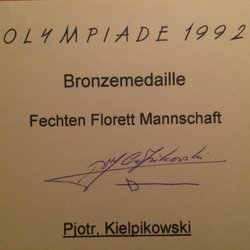 OLYMPIADE 1992
Bronzemedaille
Fechten Florett Mannschaft
Pjotr, Kielpikowski